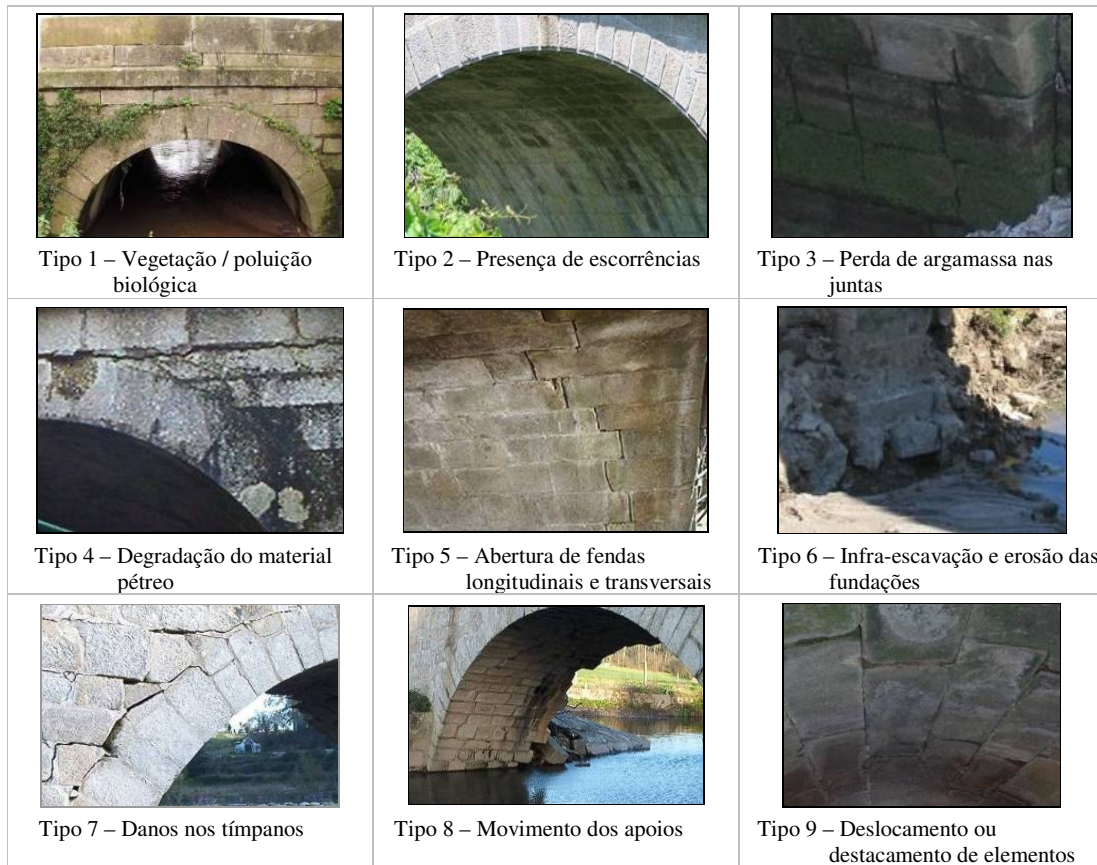 Tipo 1 – Vegetação / poluição
biológica
Tipo 2 – Presença de escorrências
Tipo 3 – Perda de argamassa nas
juntas
Tipo 4 – Degradação do material
pétreo
Tipo 5 – Abertura de fendas
longitudinais e transversais
Tipo 6 – Infra-escavação e erosão das
fundações
Tipo 7 – Danos nos tímpanos
Tipo 8 – Movimento dos apoios
Tipo 9 – Deslocamento ou
destacamento de elementos